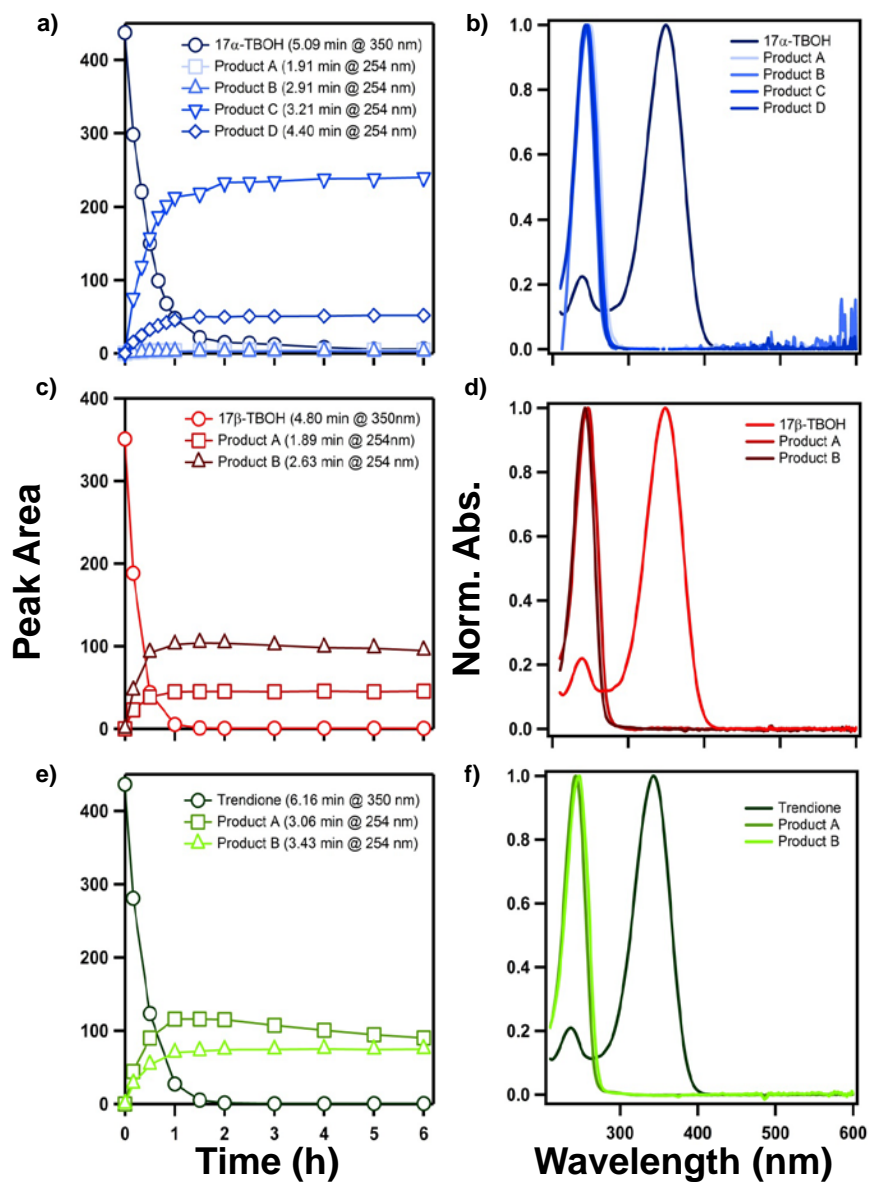 a)
400
300
200
100
0
17α-TBOH (5.09 min @ 350 nm)
Product A (1.91 min @ 254 nm)
Product B (2.91 min @ 254 nm)
Product C (3.21 min @ 254 nm)
Product D (4.40 min @ 254 nm)
b)
1.0
0.8
0.6
0.4
0.2
0.0
17α-TBOH
Product A
Product B
Product C
Product D
c)
400
300
200
100
0
17β-TBOH (4.80 min @ 350nm)
Product A (1.89 min @ 254nm)
Product B (2.63 min @ 254 nm)
d)
1.0
0.8
0.6
0.4
0.2
0.0
17β-TBOH
Product A
Product B
Peak Area
Norm. Abs.
e)
400
300
200
100
0
Trendione (6.16 min @ 350 nm)
Product A (3.06 min @ 254 nm)
Product B (3.43 min @ 254 nm)
0 1 2 3 4 5 6
Time (h)
f)
1.0
0.8
0.6
0.4
0.2
0.0
Trendione
Product A
Product B
300 400 500 600
Wavelength (nm)